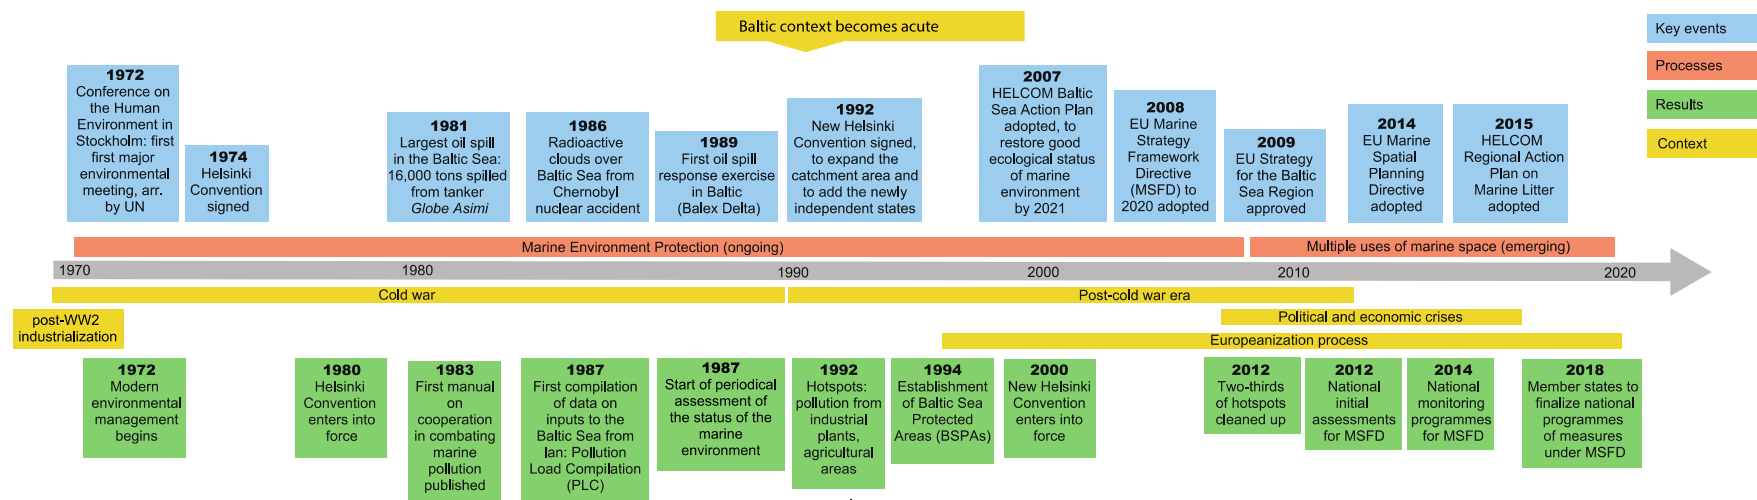 Baltic context becomes acute
Key events
Processes
Results
Context
1972
Conference on
the Human
Environment in
Stockholm: first
first major
environmental
meeting, arr.
by UN
1974
Helsinki
Convention
signed
1981
Largest oil spill
in the Baltic Sea:
16,000 tons spilled
from tanker
Globe Asimi
1986
Radioactive
clouds over
Baltic Sea from
Chernobyl
nuclear accident
1989
First oil spill
response exercise
in Baltic
(Balex Delta)
1992
New Helsinki
Convention signed,
to expand the
catchment area and
to add the newly
independent states
2007
HELCOM Baltic
Sea Action Plan
adopted, to
restore good
ecological status
of marine
environment
by 2021
2008
EU Marine
Strategy
Framework
Directive
(MSFD) to
2020 adopted
2009
EU Strategy
for the Baltic
Sea Region
approved
2014
EU Marine
Spatial
Planning
Directive
adopted
2015
HELCOM
Regional Action
Plan on
Marine Litter
adopted
Marine Environment Protection (ongoing)
Multiple uses of marine space (emerging)
1970
1980
1990
2000
2010
2020
Cold war
Post-cold war era
post-WW2
industrialization
Political and economic crises
Europeanization process
1972
Modern
environmental
management
begins
1980
Helsinki
Convention
enters into
force
1983
First manual
on
cooperation
in combating
marine
pollution
published
1987
First compilation
of data on
inputs to the
Baltic Sea from
lan: Pollution
Load Compilation
(PLC)
1987
Start of periodical
assessment of
the status of the
marine
environment
1992
Hotspots:
pollution from
industrial
plants,
agricultural
areas
1994
Establishment
of Baltic Sea
Protected
Areas (BSPAs)
2000
New Helsinki
Convention
enters into
force
2012
Two-thirds
of hotspots
cleaned up
2012
National
initial
assessments
for MSFD
2014
National
monitoring
programmes
for MSFD
2018
Member states to
finalize national
programmes
of measures
under MSFD